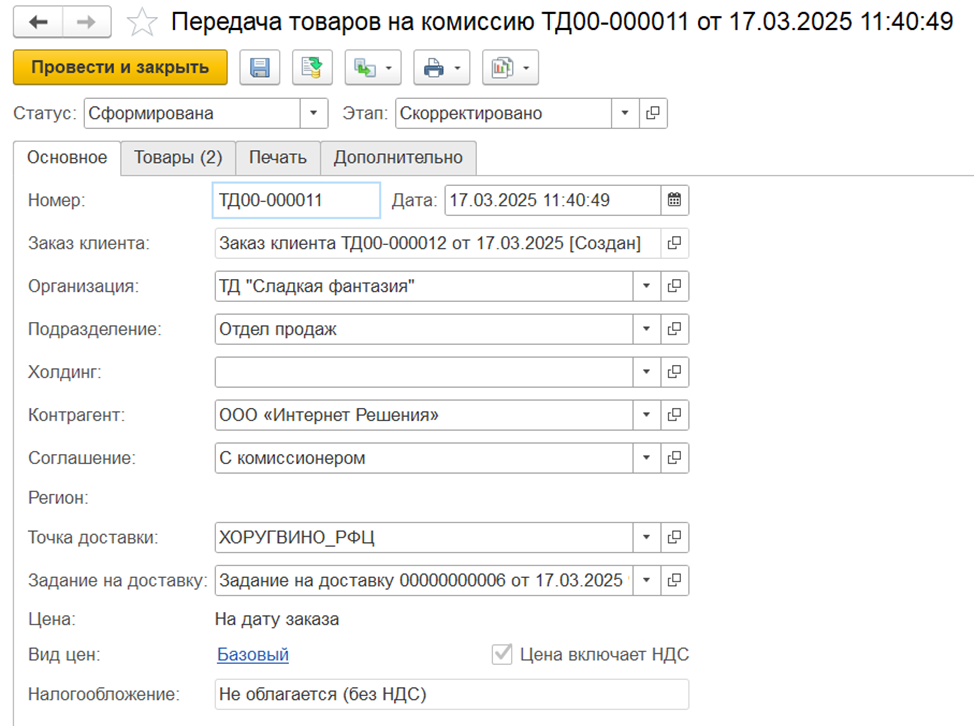 Передача товаров на комиссию ТД00-000011 от 17.03.2025 11:40:49
Провести и закрыть
Статус: Сформирована Этап: Скорректировано
Основное Товары (2) Печать Дополнительно
Номер: ТД00-000011 Дата: 17.03.2025 11:40:49
Заказ клиента: Заказ клиента ТД00-000012 от 17.03.2025 [Создан]
Организация: ТД "Сладкая фантазия"
Подразделение: Отдел продаж
Холдинг:
Контрагент: ООО «Интернет Решения»
Соглашение: С комиссионером
Регион:
Точка доставки: ХОРУГВИНО_РФЦ
Задание на доставку: Задание на доставку 00000000006 от 17.03.2025
Цена: На дату заказа
Вид цен: Базовый Цена включает НДС
Налогообложение: Не облагается (без НДС)